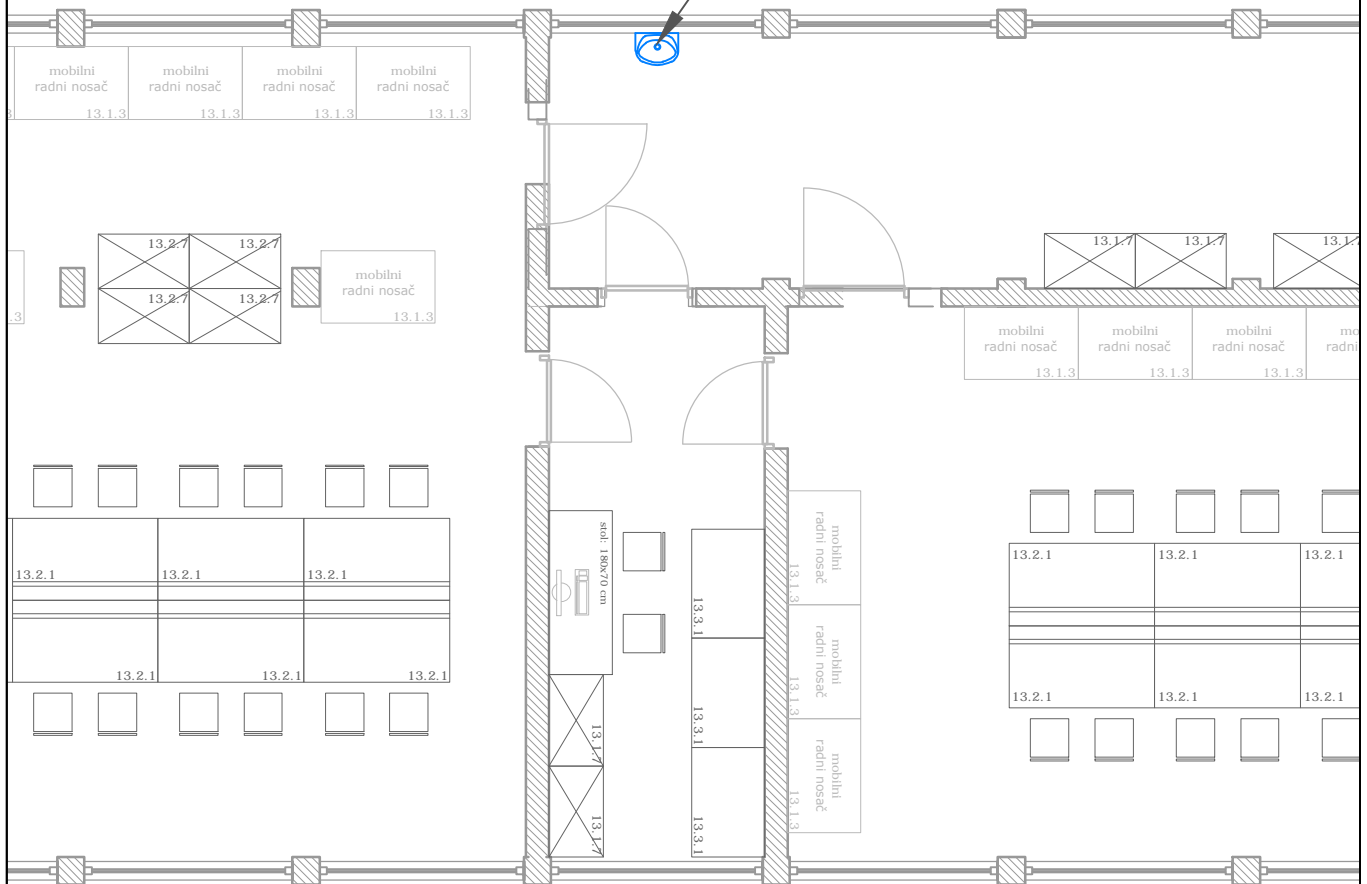 mobilni
radni nosač
13.1.3
mobilni
radni nosač
13.1.3
mobilni
radni nosač
13.1.3
mobilni
radni nosač
13.1.3
13.2.7
13.2.7
13.2.7
13.2.7
mobilni
radni nosač
13.1.3
13.1.7
13.1.7
13.1.7
mobilni
radni nosač
13.1.3
mobilni
radni nosač
13.1.3
mobilni
radni nosač
13.1.3
13.2.1
13.2.1
13.2.1
13.2.1
13.2.1
13.2.1
stol: 180x70 cm
13.1.7
13.1.7
13.3.1
13.3.1
13.3.1
mobilni
radni nosač
13.1.3
mobilni
radni nosač
13.1.3
mobilni
radni nosač
13.1.3
13.2.1
13.2.1
13.2.1
13.2.1
13.2.1
13.2.1